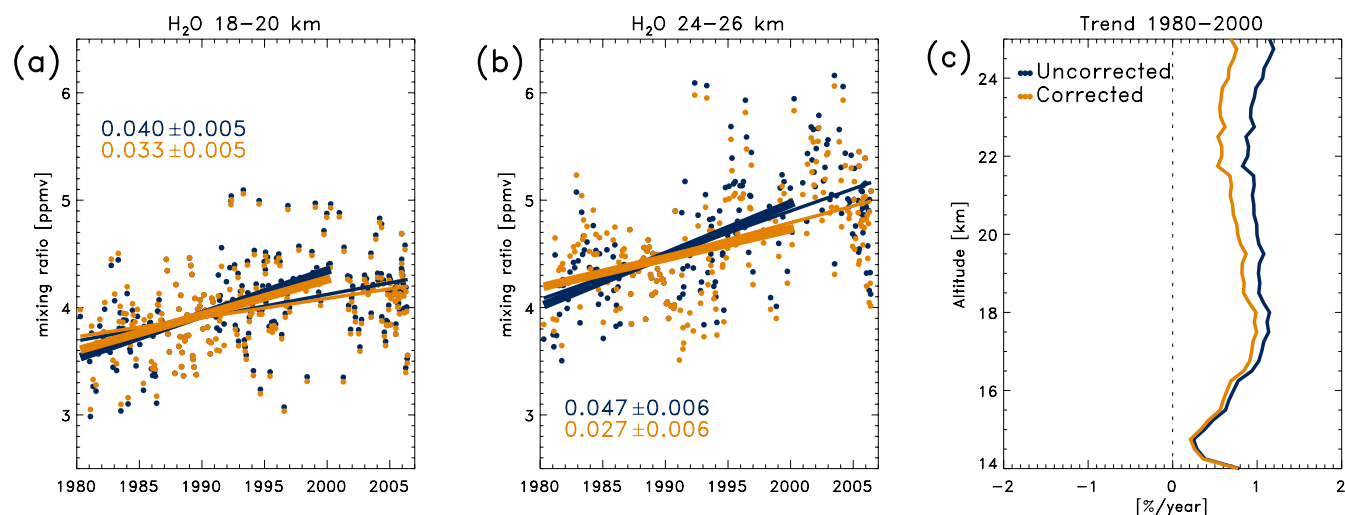 H2O 18−20 km
(a)
mixing ratio [ppmv]
6
5
4
3
0.040±0.005
0.033±0.005
1980 1985 1990 1995 2000 2005
H2O 24−26 km
(b)
mixing ratio [ppmv]
6
5
4
3
0.047±0.006
0.027±0.006
1980 1985 1990 1995 2000 2005
Trend 1980−2000
(c)
Uncorrected
Corrected
Altitude [km]
24
22
20
18
16
14
−2 −1 0 1 2
[%/year]